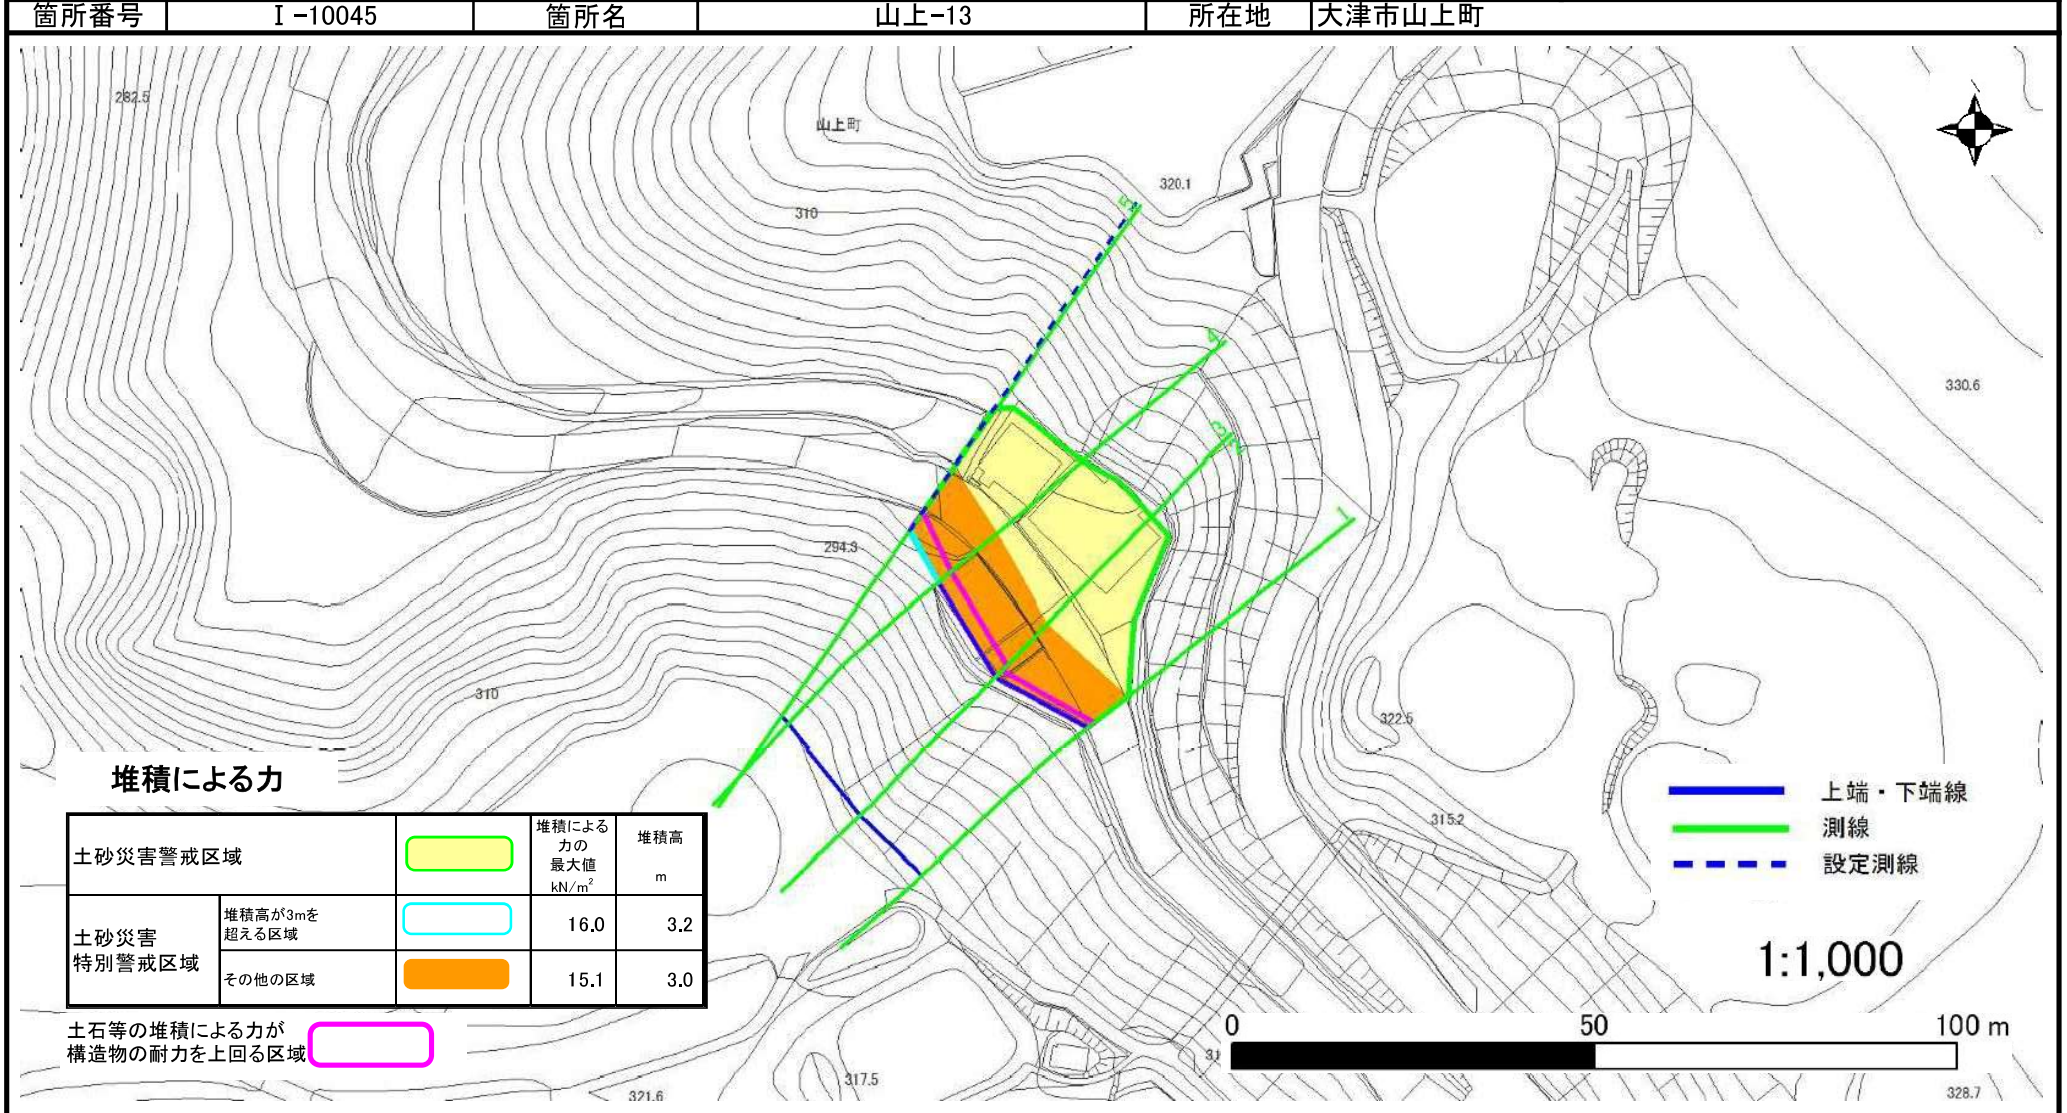 箇所番号 Ⅰ-10045 箇所名 山上-13 所在地 大津市山上町
282.5
山上町
320.1
310
5
4
330.6
3
2
1
294.3
310
322.5
315.2
堆積による力
堆積による
力の
最大値
kN/m²
堆積高
m
土砂災害警戒区域
土砂災害
特別警戒区域
堆積高が3mを
超える区域
16.0 3.2
その他の区域
15.1 3.0
土石等の堆積による力が
構造物の耐力を上回る区域
上端・下端線
測線
設定測線
1:1,000
0 50 100 m
317.5
321.6
328.7